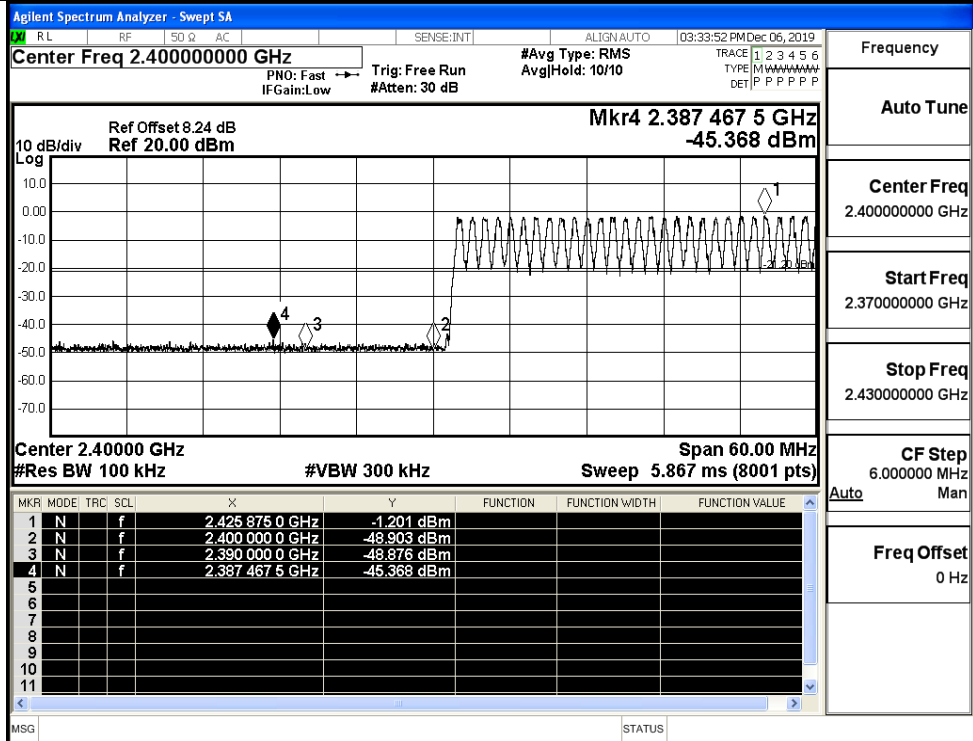 Agilent Spectrum Analyzer - Swept SA
LXI RL RF 50 Ω AC SENSE:INT ALIGN AUTO 03:33:52 PM Dec 06, 2019
Center Freq 2.400000000 GHz
PNO: Fast
IFGain:Low
Trig: Free Run
#Atten: 30 dB
#Avg Type: RMS
Avg|Hold: 10/10
TRACE 1 2 3 4 5 6
TYPE M W W W W W
DET P P P P P P
Mkr4 2.387 467 5 GHz
-45.368 dBm
Ref Offset 8.24 dB
10 dB/div Ref 20.00 dBm
Log
10.0
0.00
-10.0
-20.0
-30.0
-40.0
-50.0
-60.0
-70.0
1
-21.20 dBm
4
3
2
Center 2.40000 GHz Span 60.00 MHz
#Res BW 100 kHz #VBW 300 kHz Sweep 5.867 ms (8001 pts)
MKR MODE TRC SCL X Y FUNCTION FUNCTION WIDTH FUNCTION VALUE
1 N f 2.425 875 0 GHz -1.201 dBm
2 N f 2.400 000 0 GHz -48.903 dBm
3 N f 2.390 000 0 GHz -48.876 dBm
4 N f 2.387 467 5 GHz -45.368 dBm
5
6
7
8
9
10
11
MSG STATUS
Frequency
Auto Tune
Center Freq
2.400000000 GHz
Start Freq
2.370000000 GHz
Stop Freq
2.430000000 GHz
CF Step
6.000000 MHz
Auto Man
Freq Offset
0 Hz